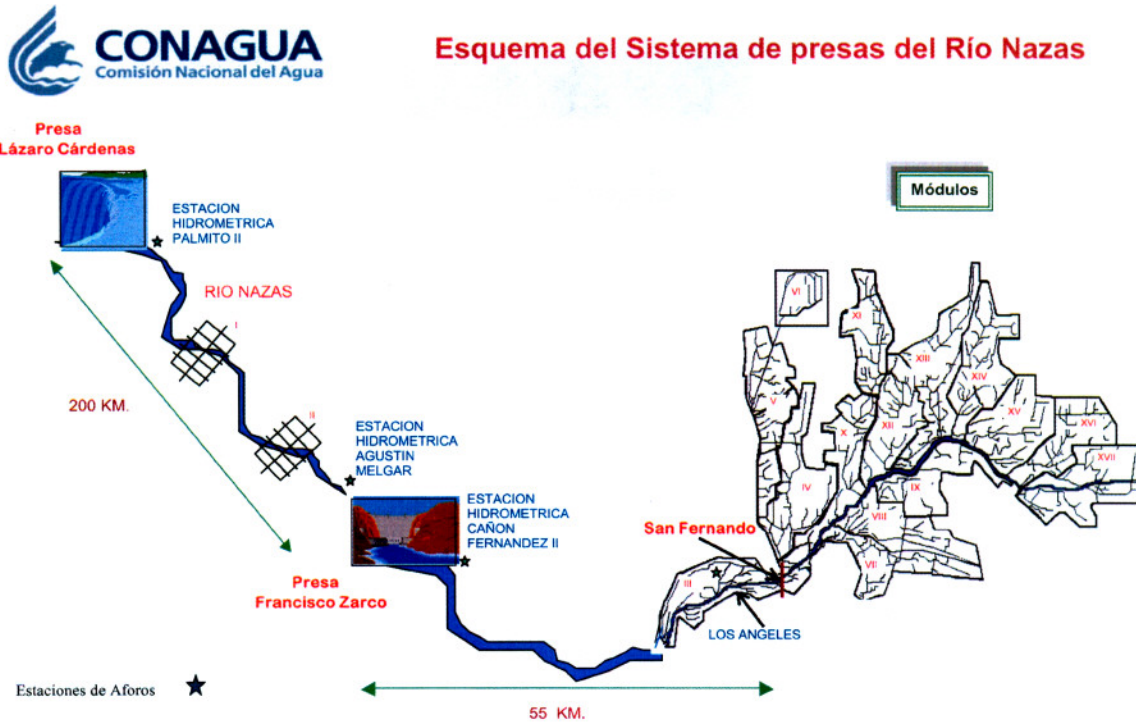 CONAGUA
Comisión Nacional del Agua
Esquema del Sistema de presas del Río Nazas
Presa
Lázaro Cárdenas
Módulos
ESTACION
HIDROMETRICA
PALMITO II
RIO NAZAS
I
200 KM.
II
ESTACION
HIDROMETRICA
AGUSTIN
MELGAR
ESTACION
HIDROMETRICA
CAÑON
FERNANDEZ II
Presa
Francisco Zarco
VI
XI
XIII
XIV
V
XV
XVI
X
XII
XVII
IV
IX
VIII
San Fernando
VII
III
LOS ANGELES
Estaciones de Aforos
55 KM.